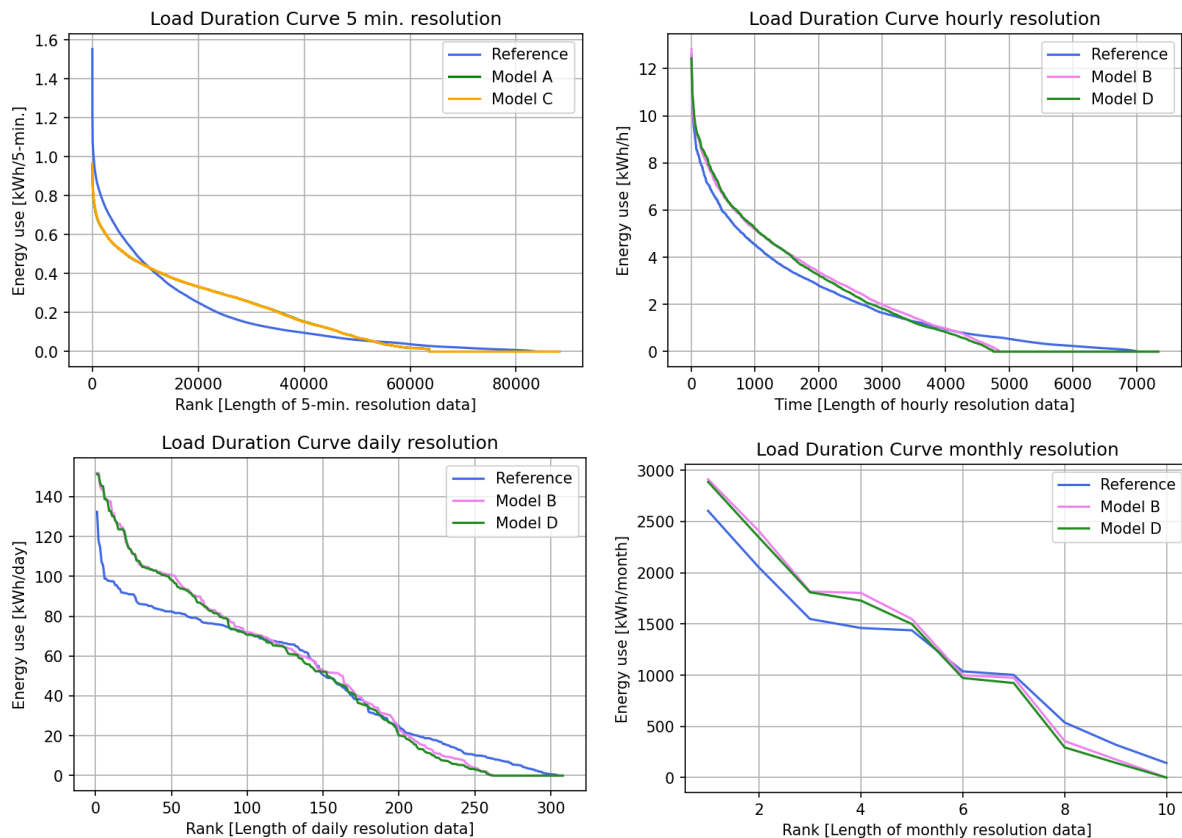 Load Duration Curve 5 min. resolution
Energy use [kWh/5-min.]
1.6
1.4
1.2
1.0
0.8
0.6
0.4
0.2
0.0
Reference
Model A
Model C
0 20000 40000 60000 80000
Rank [Length of 5-min. resolution data]
Load Duration Curve hourly resolution
Energy use [kWh/h]
12
10
8
6
4
2
0
Reference
Model B
Model D
0 1000 2000 3000 4000 5000 6000 7000
Time [Length of hourly resolution data]
Load Duration Curve daily resolution
Energy use [kWh/day]
140
120
100
80
60
40
20
0
Reference
Model B
Model D
0 50 100 150 200 250 300
Rank [Length of daily resolution data]
Load Duration Curve monthly resolution
Energy use [kWh/month]
3000
2500
2000
1500
1000
500
0
Reference
Model B
Model D
2 4 6 8 10
Rank [Length of monthly resolution data]